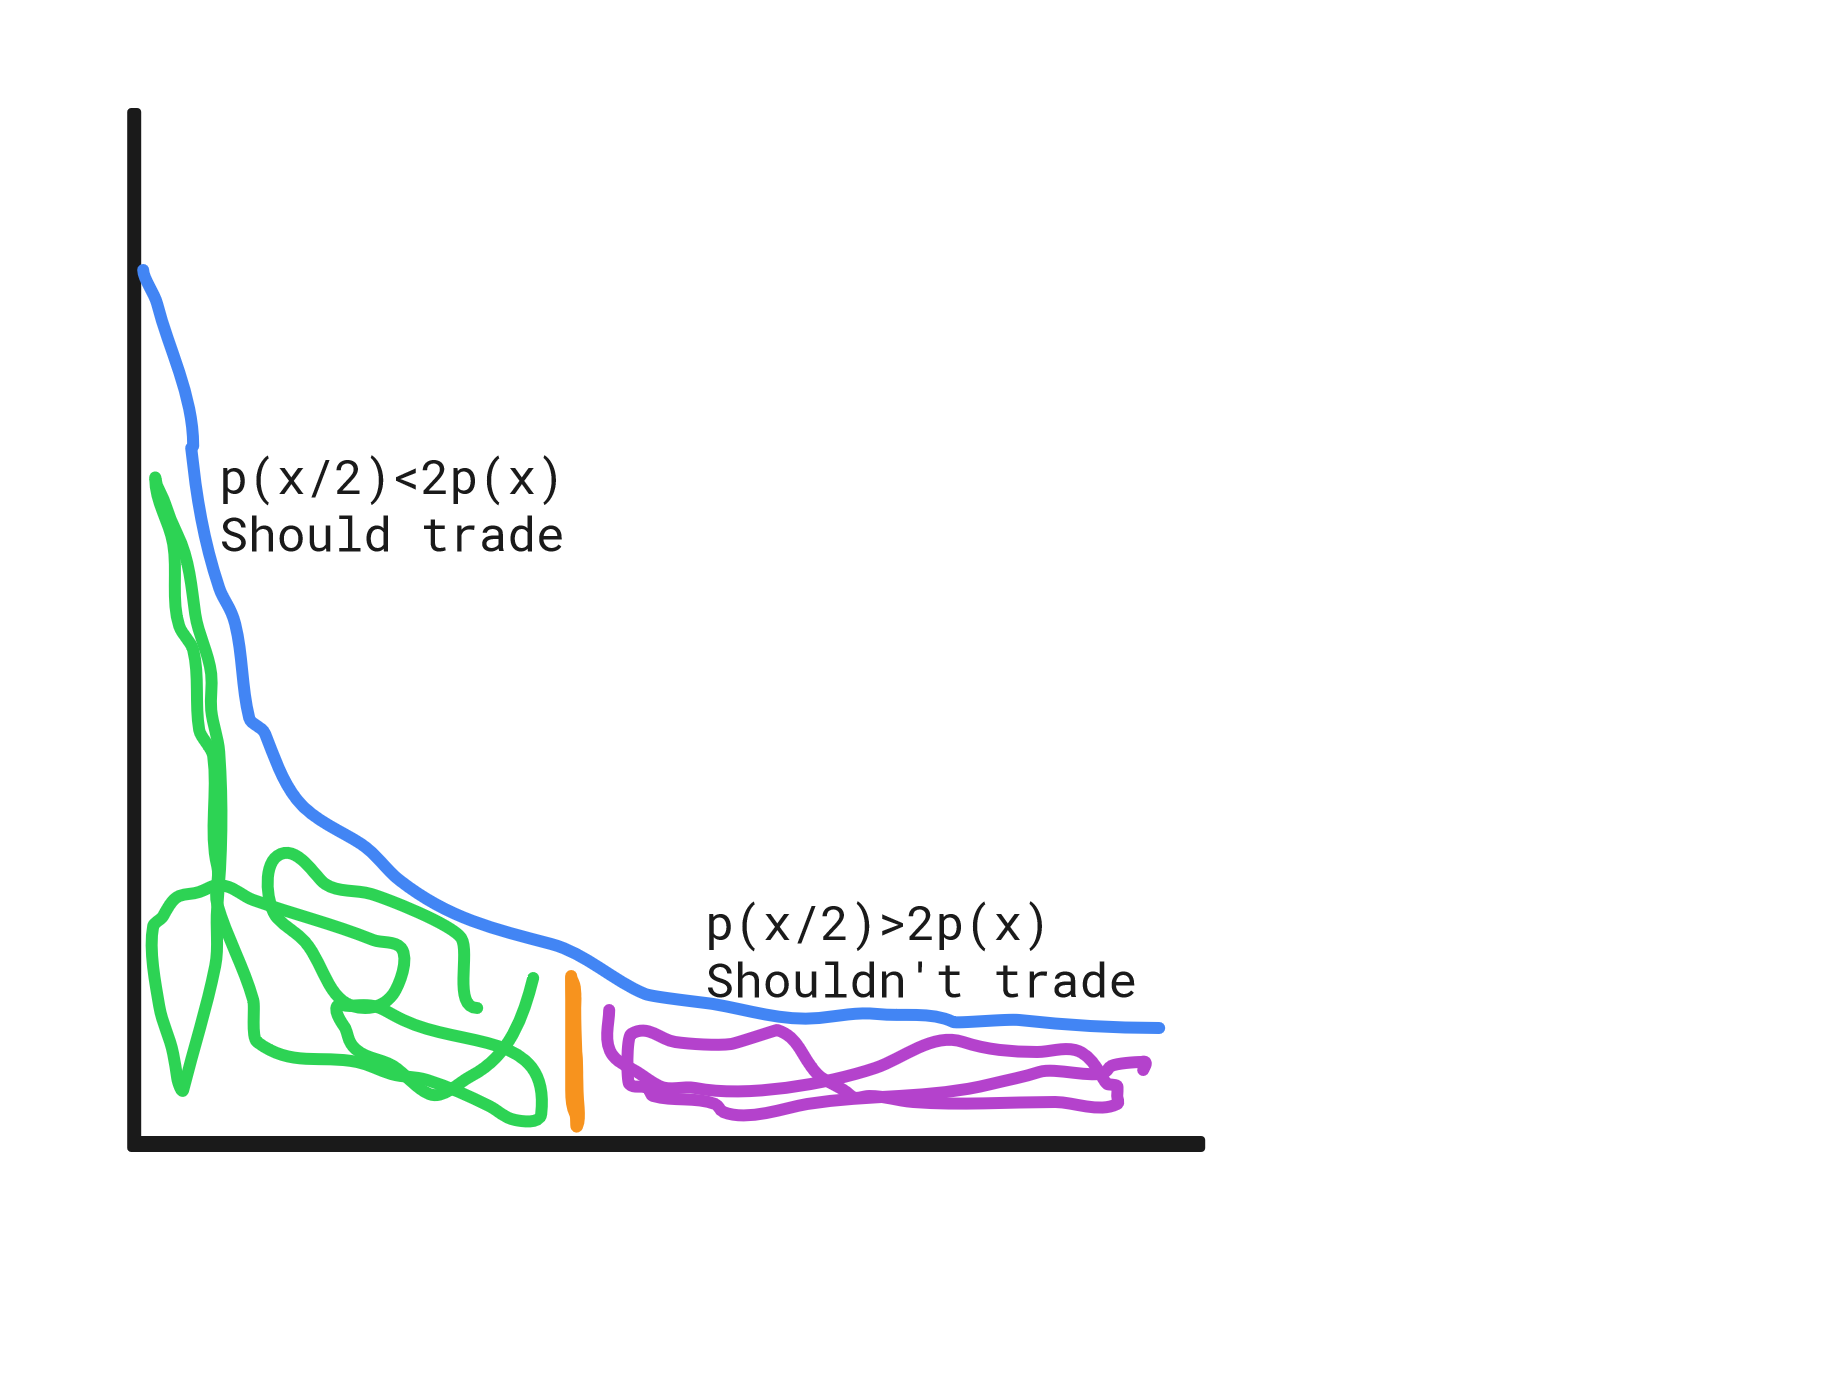 p(x/2)<2p(x)
Should trade
p(x/2)>2p(x)
Shouldn't trade